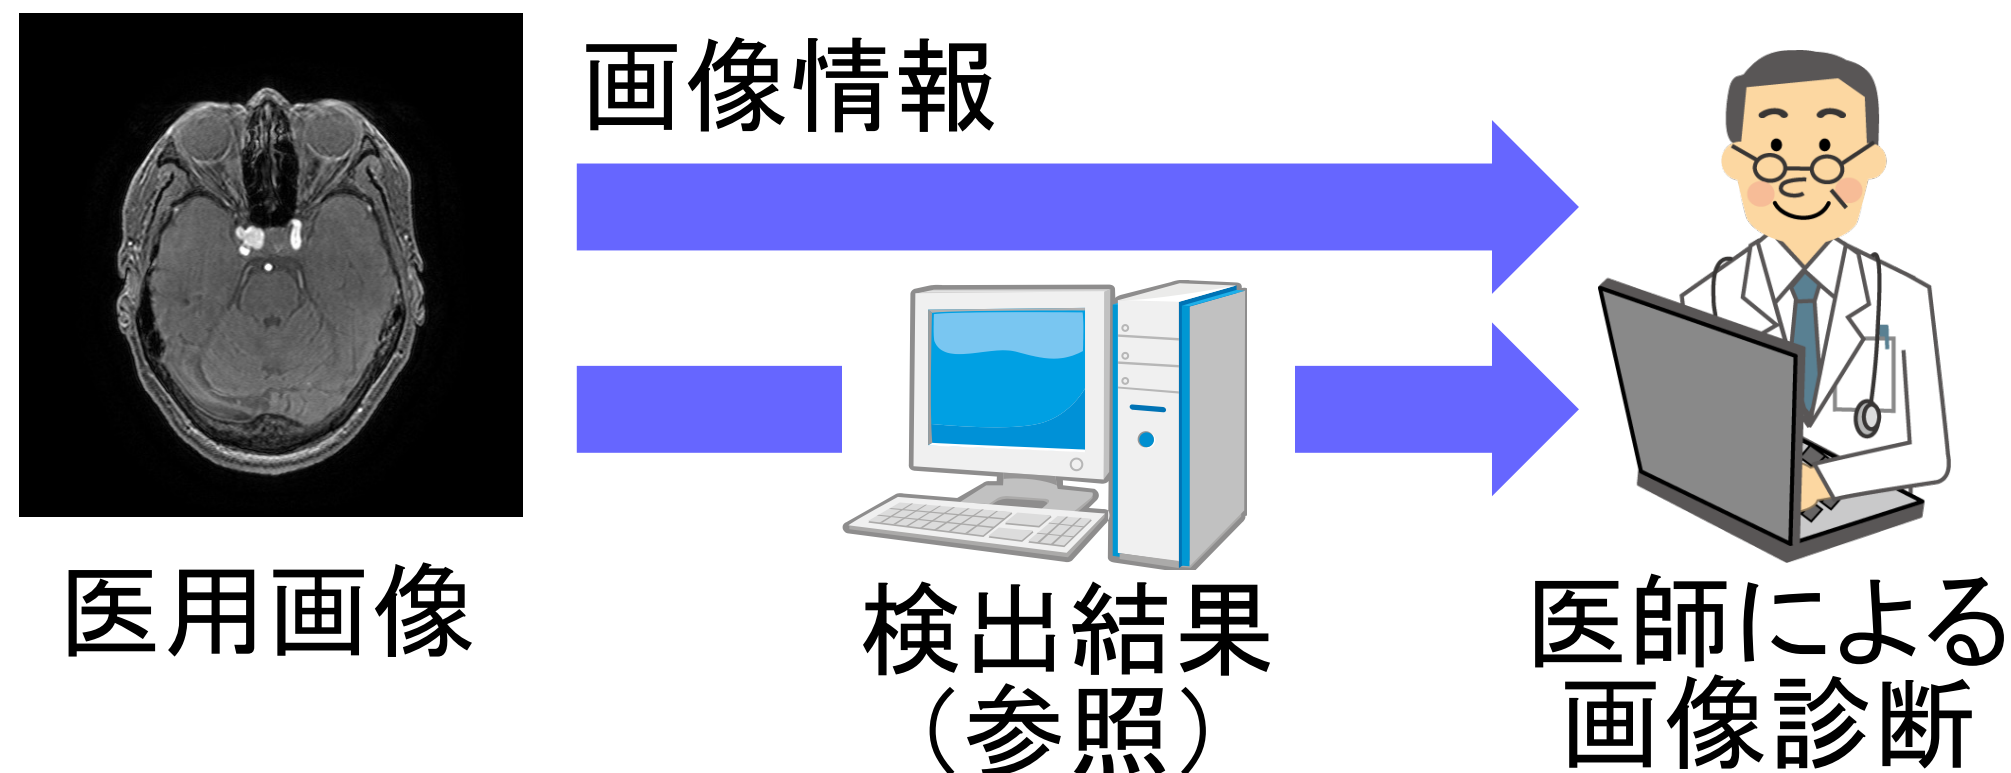 画像情報
医用画像
検出結果
（参照）
医師による
画像診断